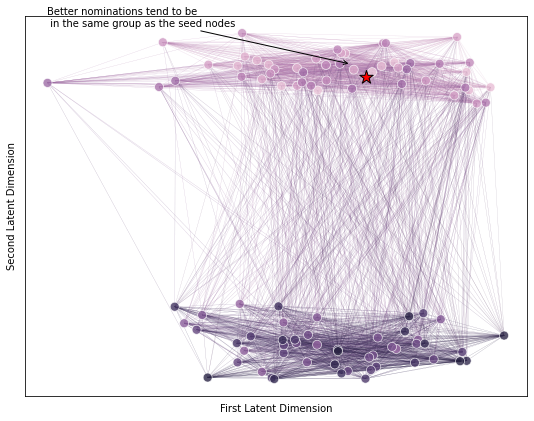 Better nominations tend to be
in the same group as the seed nodes
Second Latent Dimension
First Latent Dimension